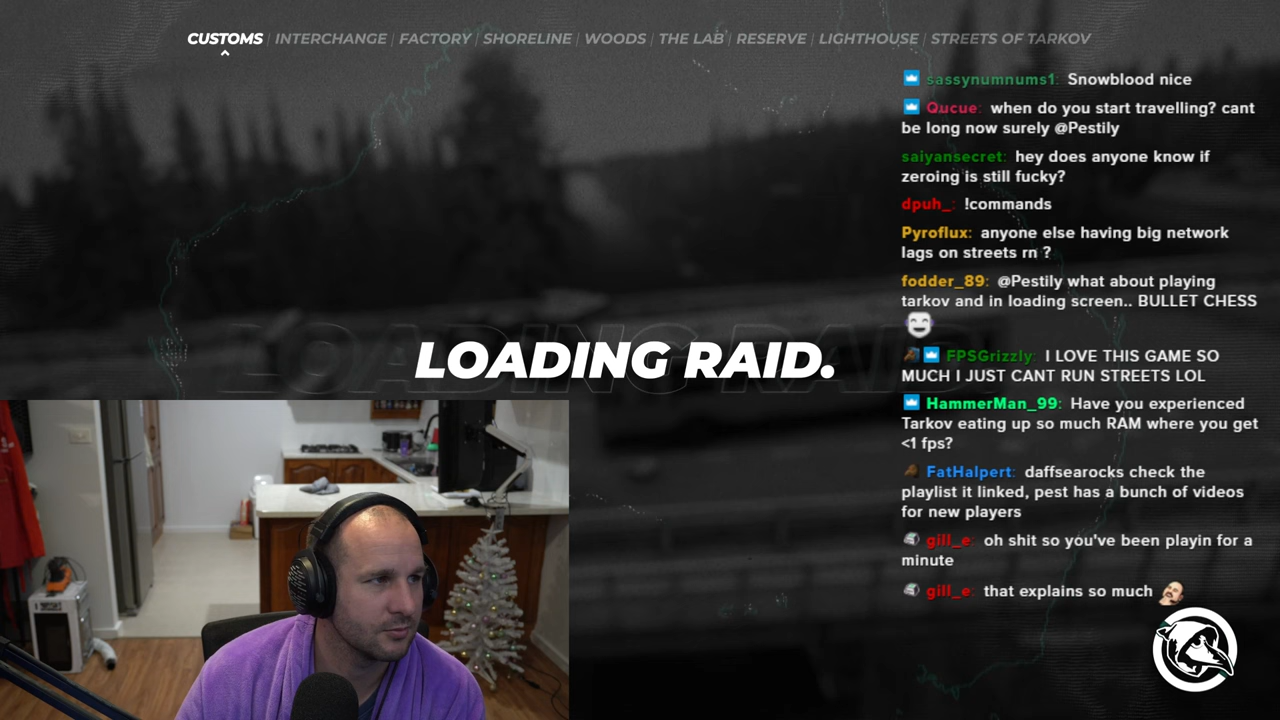 CUSTOMS | INTERCHANGE | FACTORY | SHORELINE | WOODS | THE LAB | RESERVE | LIGHTHOUSE | STREETS OF TARKOV
sassynumnums1: Snowblood nice
Qucue: when do you start travelling? cant
be long now surely @Pestily
saiyansecret: hey does anyone know if
zeroing is still fucky?
dpuh_: !commands
Pyroflux: anyone else having big network
lags on streets rn ?
fodder_89: @Pestily what about playing
tarkov and in loading screen.. BULLET CHESS
LOADING RAID
LOADING RAID.
FPSGrizzly: I LOVE THIS GAME SO
MUCH I JUST CANT RUN STREETS LOL
HammerMan_99: Have you experienced
Tarkov eating up so much RAM where you get
<1 fps?
FatHalpert: daffsearocks check the
playlist it linked, pest has a bunch of videos
for new players
gill_e: oh shit so you've been playin for a
minute
gill_e: that explains so much